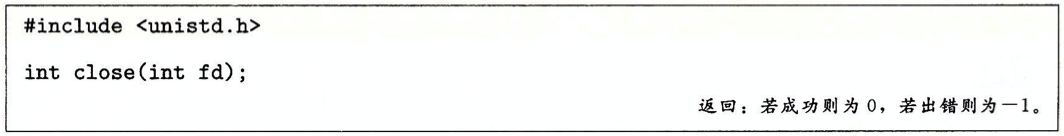 #include <unistd.h>
int close(int fd);
返回：若成功则为 0，若出错则为－1。